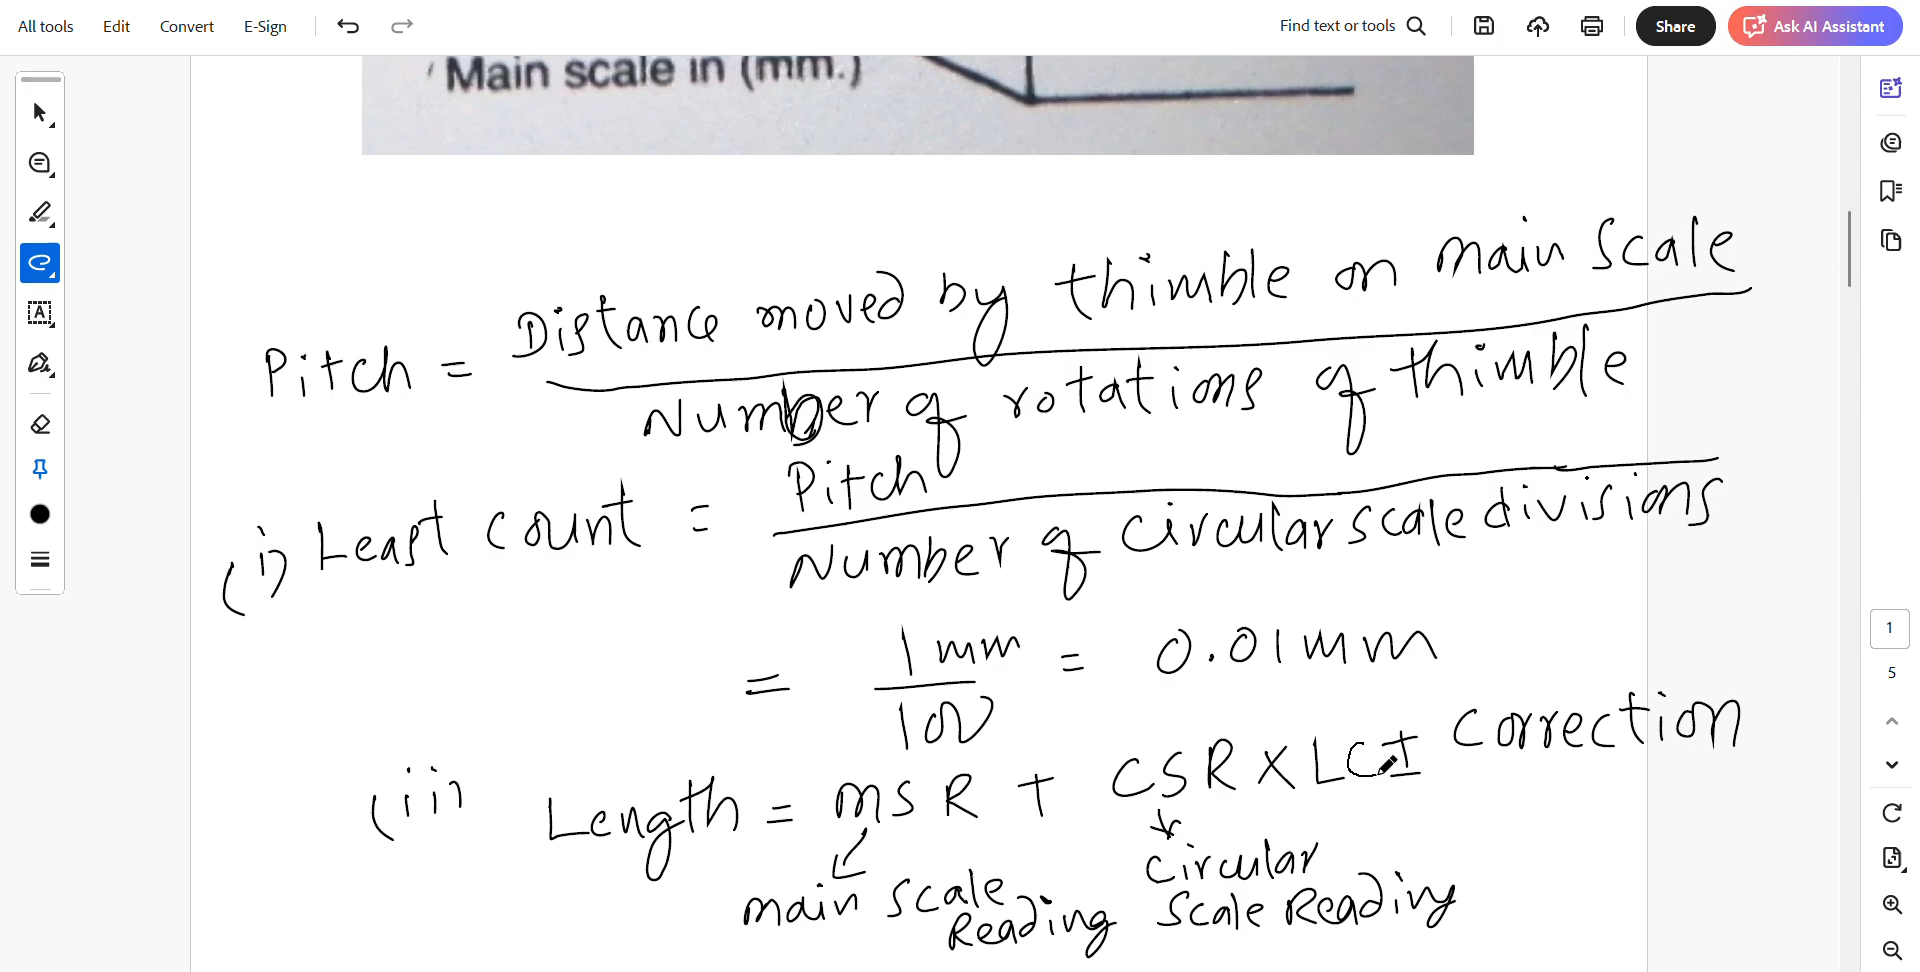 All tools Edit Convert E-Sign Find text or tools Share Ask AI Assistant
Main scale in (mm.)
Pitch = Distance moved by thimble on main scale
Number of rotations of thimble
(i) Least count = Pitch
Number of circular scale divisions
= 1 mm = 0.01 mm
100
(ii) Length = MSR + CSR X LC ± correction
main scale Reading
circular scale Reading
A
1
5